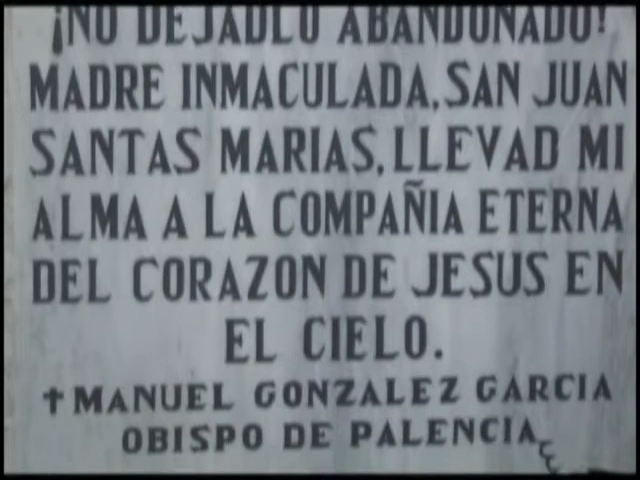 ¡NO DEJADLO ABANDONADO!
MADRE INMACULADA, SAN JUAN
SANTAS MARIAS, LLEVAD MI
ALMA A LA COMPAÑIA ETERNA
DEL CORAZON DE JESUS EN
EL CIELO.
✝ MANUEL GONZALEZ GARCIA
OBISPO DE PALENCIA